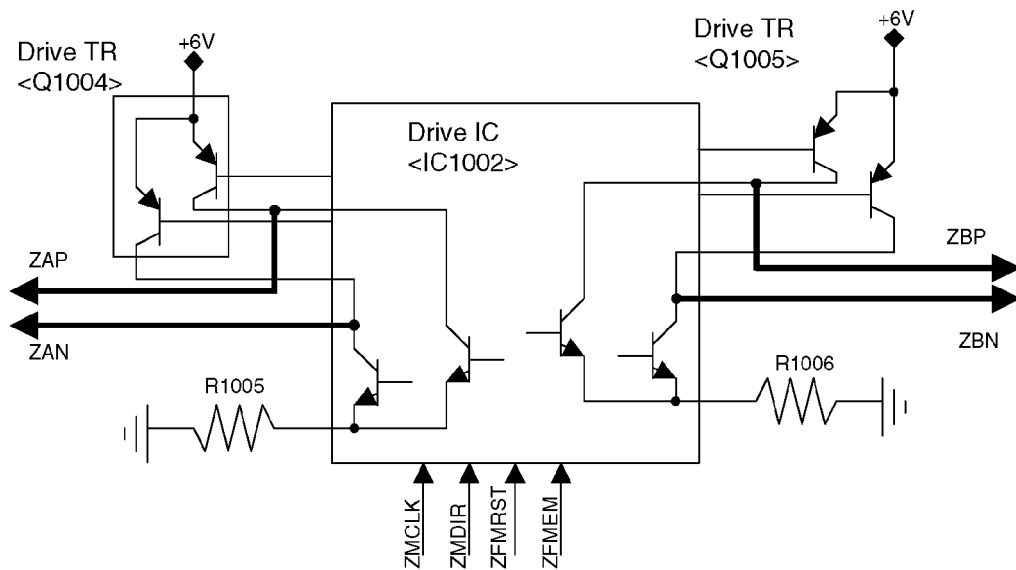 Drive TR
<Q1004>
+6V
Drive TR
<Q1005>
+6V
Drive IC
<IC1002>
ZAP
ZAN
ZBP
ZBN
R1005
R1006
ZMCLK
ZMDIR
ZFMRST
ZFMEM